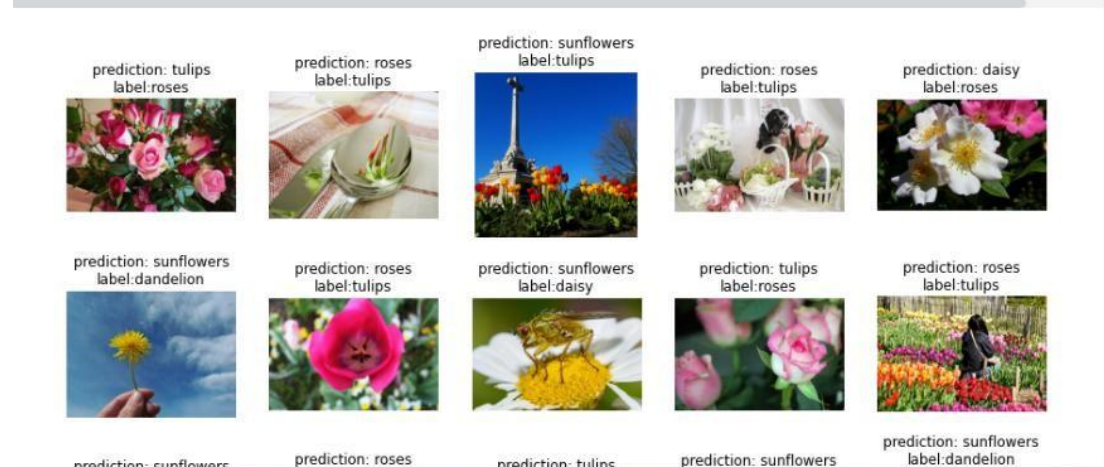 prediction: tulips
label:roses
prediction: roses
label:tulips
prediction: sunflowers
label:tulips
prediction: roses
label:tulips
prediction: daisy
label:roses
prediction: sunflowers
label:dandelion
prediction: roses
label:tulips
prediction: sunflowers
label:daisy
prediction: tulips
label:roses
prediction: roses
label:tulips
prediction: sunflowers
prediction: roses
prediction: tulips
prediction: sunflowers
prediction: sunflowers
label:dandelion